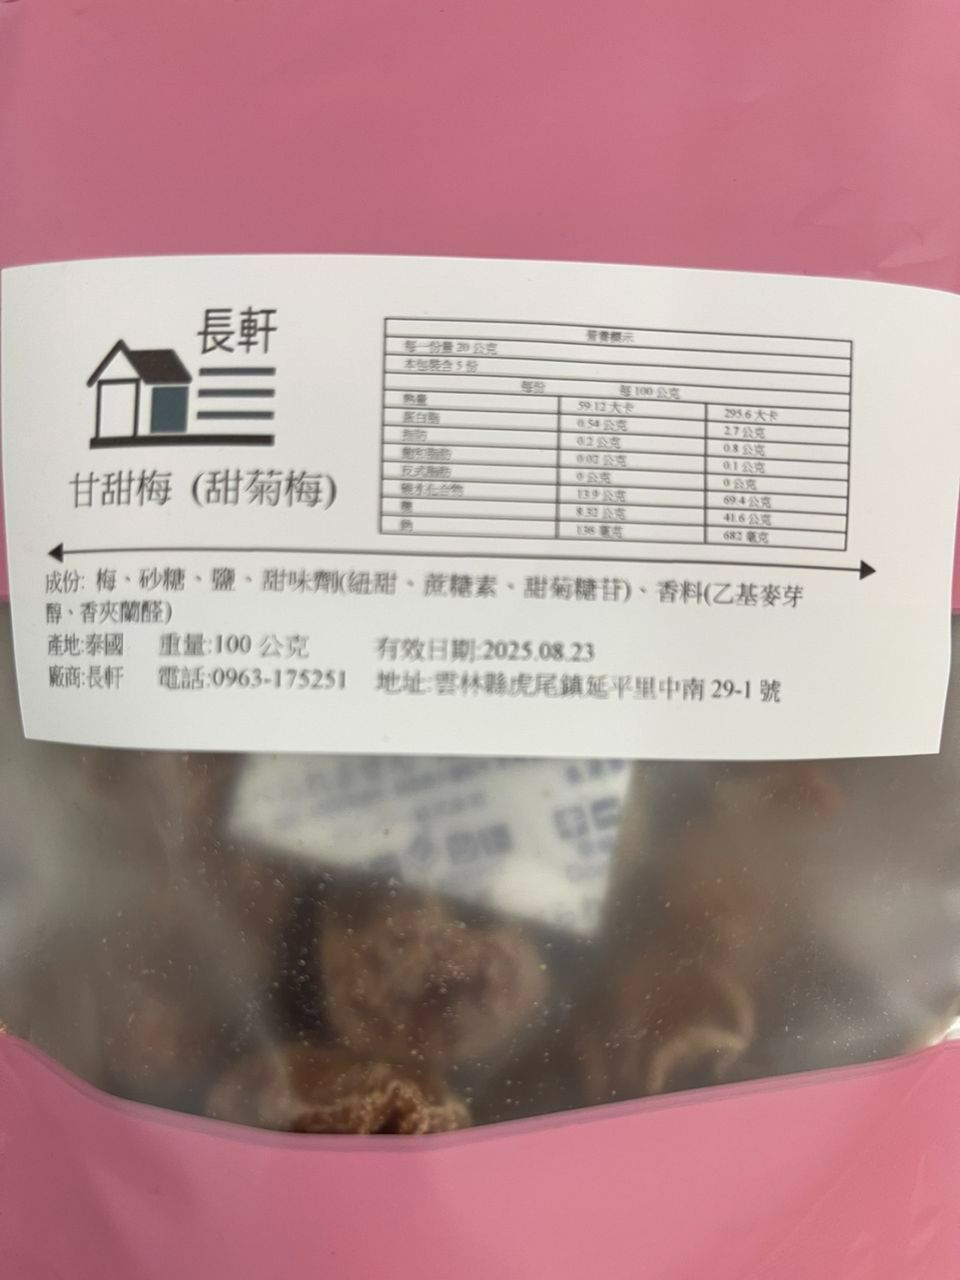 長軒
甘甜梅 (甜菊梅)
營養標示
每一份量 20 公克
本包裝含 5 份
每份 每 100 公克
熱量 59.12 大卡 295.6 大卡
蛋白質 0.54 公克 2.7 公克
脂肪 0.2 公克 0.8 公克
飽和脂肪 0.02 公克 0.1 公克
反式脂肪 0 公克 0 公克
碳水化合物 13.9 公克 69.4 公克
糖 8.32 公克 41.6 公克
鈉 136 毫克 682 毫克
成份: 梅、砂糖、鹽、甜味劑(紐甜、蔗糖素、甜菊糖苷)、香料(乙基麥芽
醇、香夾蘭醛)
產地:泰國 重量:100 公克 有效日期:2025.08.23
廠商:長軒 電話:0963-175251 地址:雲林縣虎尾鎮延平里中南 29-1 號